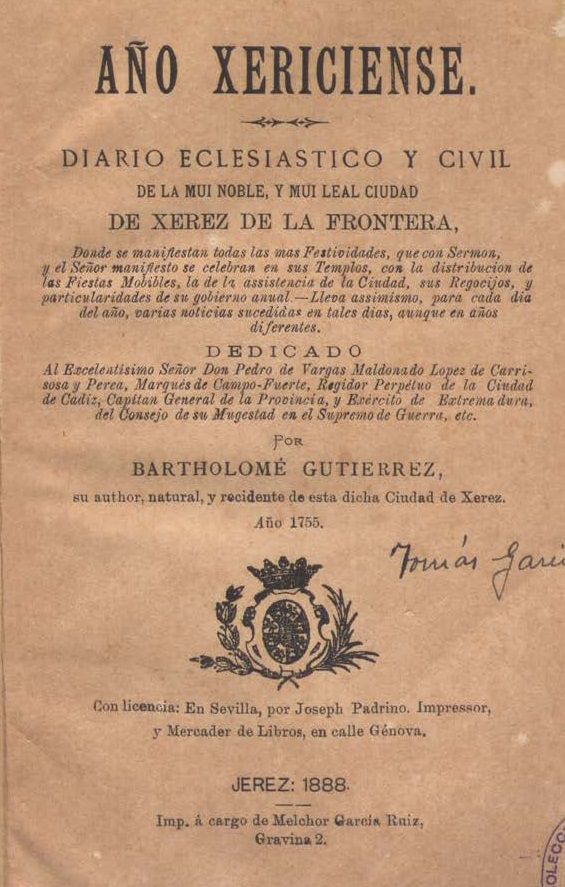 AÑO XERICIENSE.
DIARIO ECLESIASTICO Y CIVIL
DE LA MUI NOBLE, Y MUI LEAL CIUDAD
DE XEREZ DE LA FRONTERA,
Donde se manifiestan todas las mas Festividades, que con Sermon,
y el Señor manifiesto se celebran en sus Templos, con la distribucion de
las Fiestas Mobibles, la de la assistencia de la Ciudad, sus Regocijos, y
particularidades de su gobierno anual.—Lleva assimismo, para cada dia
del año, varias noticias sucedidas en tales dias, aunque en años
diferentes.
DEDICADO
Al Excelentisimo Señor Don Pedro de Vargas Maldonado Lopez de Carri-
sosa y Perea, Marqués de Campo-Fuerte, Regidor Perpétuo de la Ciudad
de Cadiz, Capitan General de la Provincia, y Exército de Extremadura,
del Consejo de su Mugestad en el Supremo de Guerra, etc.
POR
BARTHOLOMÉ GUTIERREZ,
su author, natural, y recidente de esta dicha Ciudad de Xerez.
Año 1755.
Tomás Garci
Con licencia: En Sevilla, por Joseph Padrino. Impressor,
y Mercader de Libros, en calle Génova.
JEREZ: 1888.
Imp. á cargo de Melchor García Ruiz,
Gravina 2.
OLECC